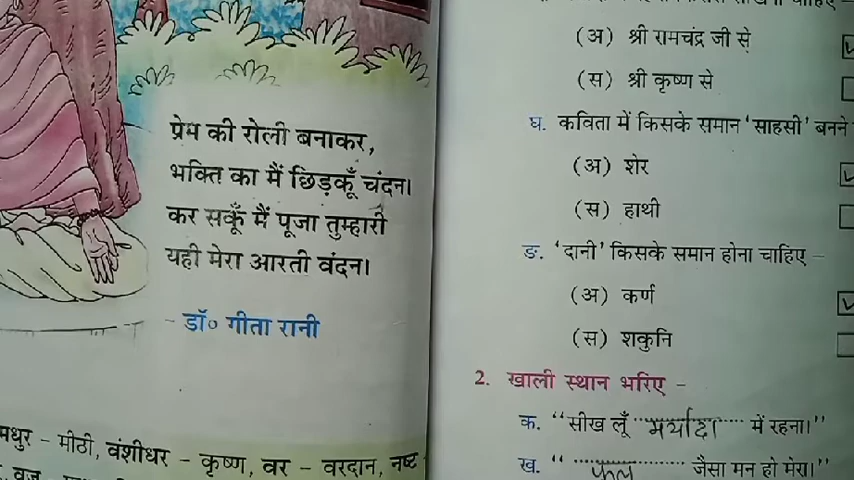 प्रेम की रोली बनाकर,
भक्ति का मैं छिड़कूँ चंदन।
कर सकूँ मैं पूजा तुम्हारी
यही मेरा आरती वंदन।
- डॉ० गीता रानी
मधुर - मीठी, वंशीधर - कृष्ण, वर - वरदान, नष्ट
चाहिए -
(अ) श्री रामचंद्र जी से
(स) श्री कृष्ण से
घ. कविता में किसके समान 'साहसी' बनने
(अ) शेर
(स) हाथी
ङ. 'दानी' किसके समान होना चाहिए -
(अ) कर्ण
(स) शकुनि
2. खाली स्थान भरिए -
क. "सीख लूँ मर्यादा में रहना।"
ख. " फूल जैसा मन हो मेरा।"